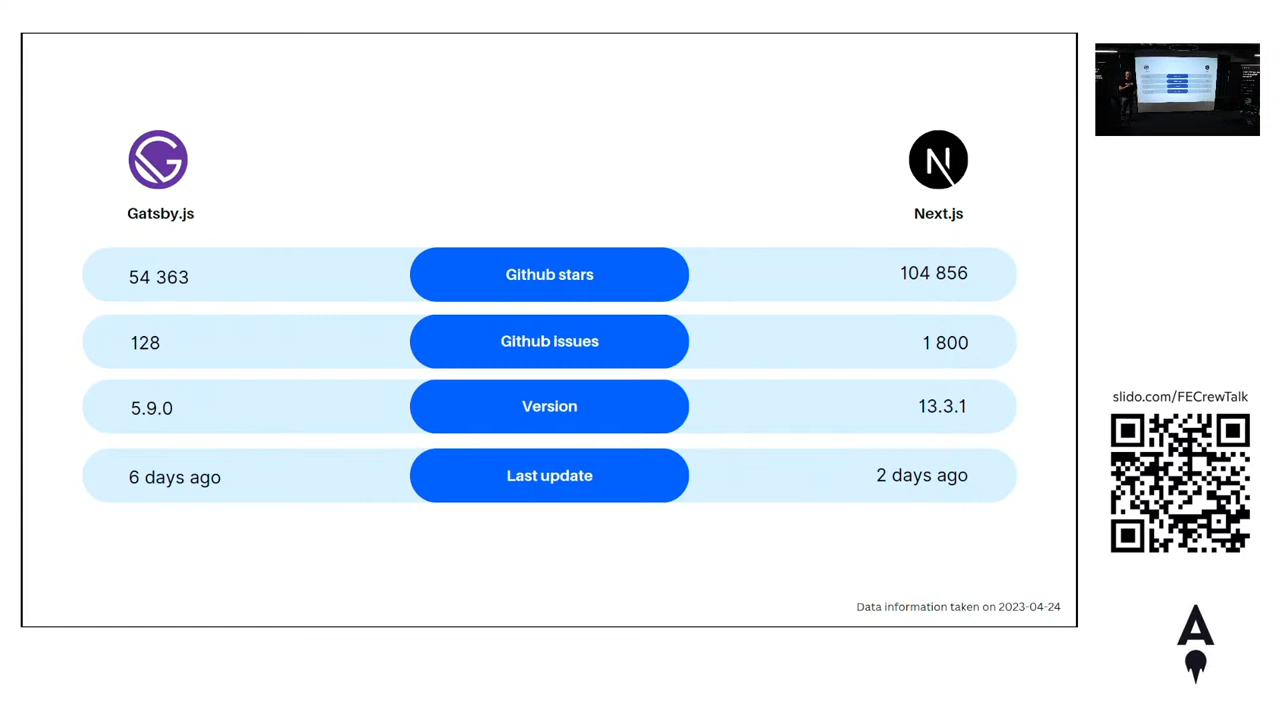 Gatsby.js
Next.js
54 363
Github stars
104 856
128
Github issues
1 800
5.9.0
Version
13.3.1
6 days ago
Last update
2 days ago
Data information taken on 2023-04-24
slido.com/FECrewTalk